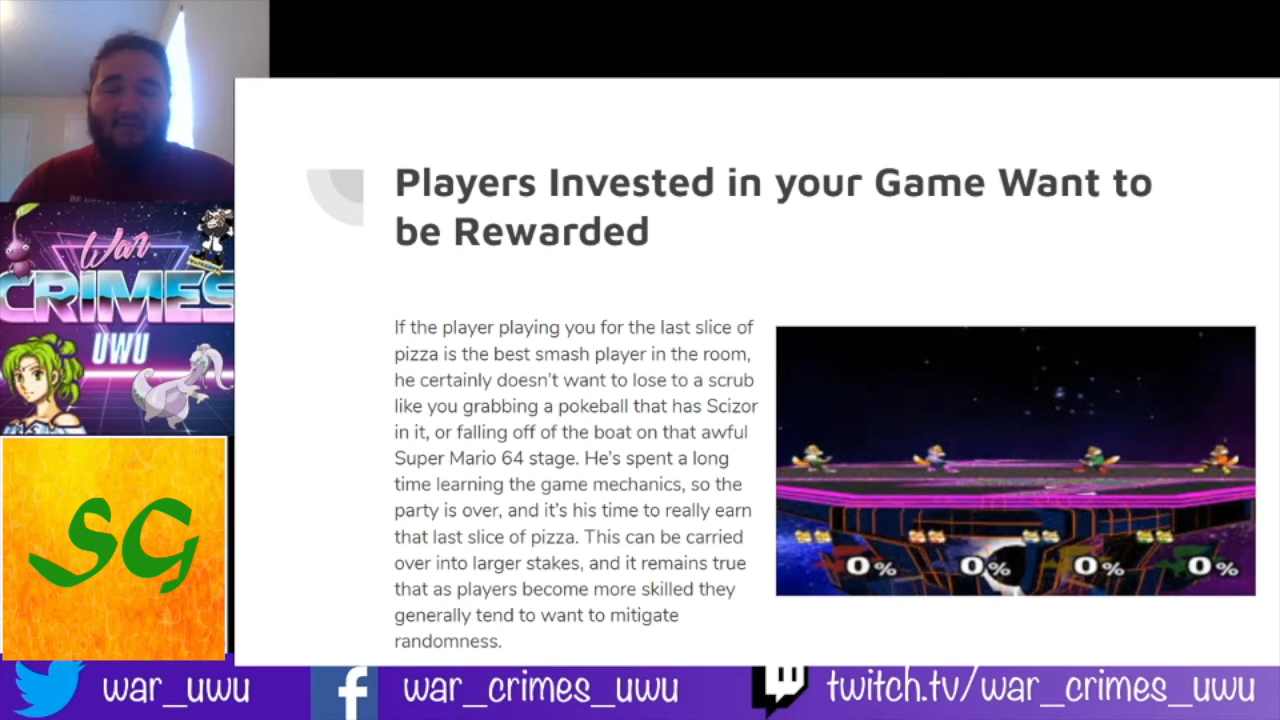 Players Invested in your Game Want to
be Rewarded
If the player playing you for the last slice of
pizza is the best smash player in the room,
he certainly doesn't want to lose to a scrub
like you grabbing a pokeball that has Scizor
in it, or falling off of the boat on that awful
Super Mario 64 stage. He's spent a long
time learning the game mechanics, so the
party is over, and it's his time to really earn
that last slice of pizza. This can be carried
over into larger stakes, and it remains true
that as players become more skilled they
generally tend to want to mitigate
randomness.
0% 0% 0% 0%
War
CRIMES
UWU
SG
war_uwu
war_crimes_uwu
twitch.tv/war_crimes_uwu